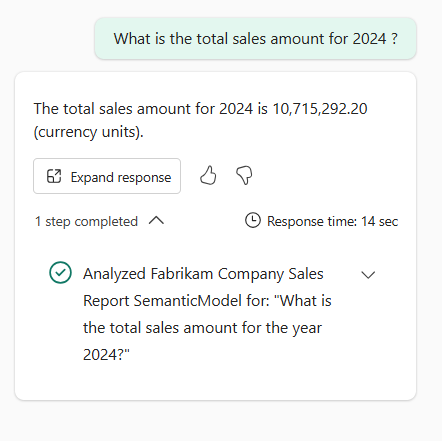 What is the total sales amount for 2024 ?
The total sales amount for 2024 is 10,715,292.20
(currency units).
Expand response
1 step completed
Response time: 14 sec
Analyzed Fabrikam Company Sales
Report SemanticModel for: "What is
the total sales amount for the year
2024?"